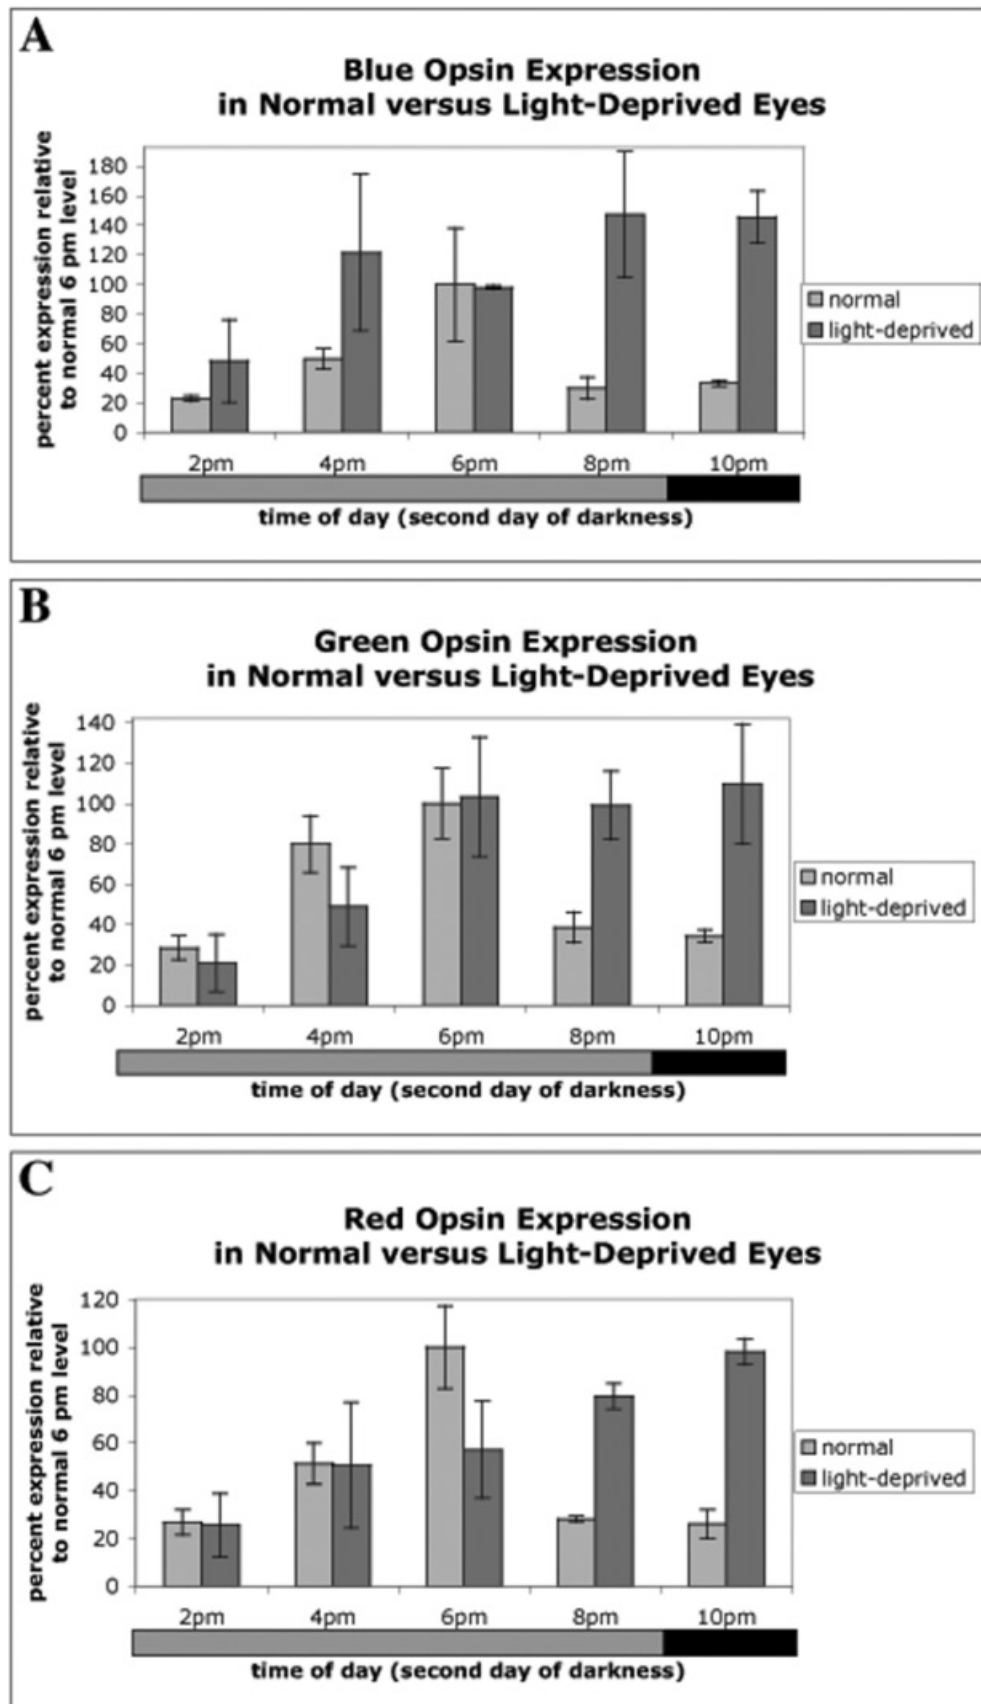 A
Blue Opsin Expression
in Normal versus Light-Deprived Eyes
percent expression relative
to normal 6 pm level
180
160
140
120
100
80
60
40
20
0
normal
light-deprived
2pm 4pm 6pm 8pm 10pm
time of day (second day of darkness)
B
Green Opsin Expression
in Normal versus Light-Deprived Eyes
percent expression relative
to normal 6 pm level
140
120
100
80
60
40
20
0
normal
light-deprived
2pm 4pm 6pm 8pm 10pm
time of day (second day of darkness)
C
Red Opsin Expression
in Normal versus Light-Deprived Eyes
percent expression relative
to normal 6 pm level
120
100
80
60
40
20
0
normal
light-deprived
2pm 4pm 6pm 8pm 10pm
time of day (second day of darkness)